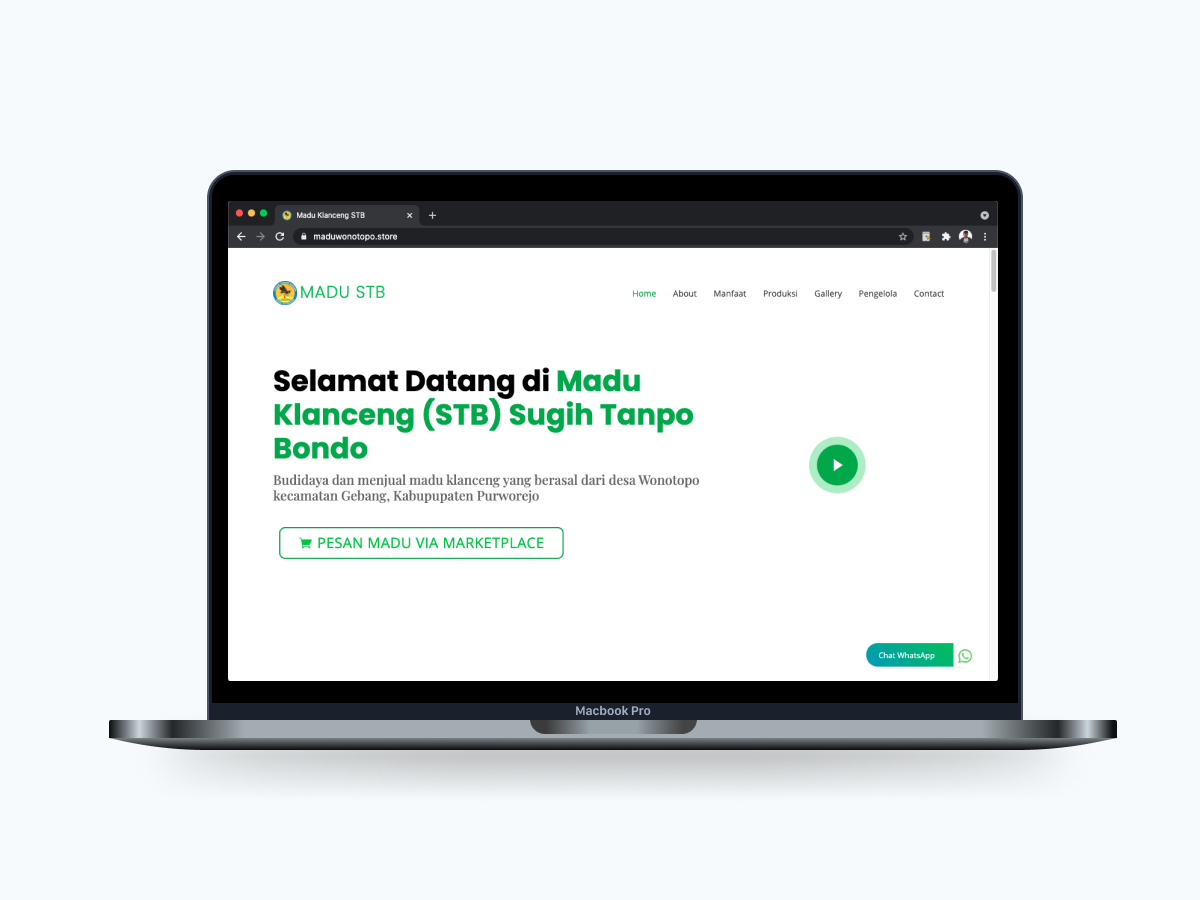 Madu Klanceng STB
maduwonotopo.store
MADU STB
Home About Manfaat Produksi Gallery Pengelola Contact
Selamat Datang di Madu
Klanceng (STB) Sugih Tanpo
Bondo
Budidaya dan menjual madu klanceng yang berasal dari desa Wonotopo
kecamatan Gebang, Kabupupaten Purworejo
PESAN MADU VIA MARKETPLACE
Chat WhatsApp
Macbook Pro